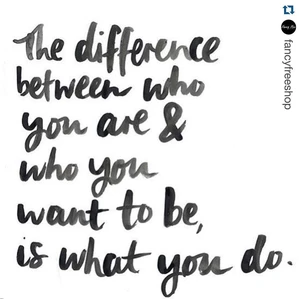 The difference
between who
you are &
who you
want to be,
is what you do.
fancyfreeshop